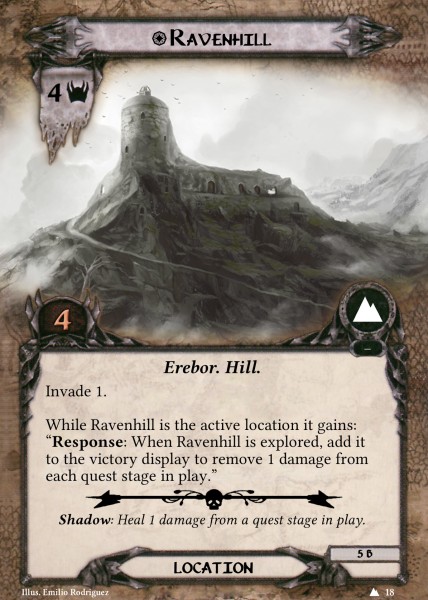 Ravenhill
4
4
–
Erebor. Hill.
Invade 1.
While Ravenhill is the active location it gains:
“Response: When Ravenhill is explored, add it
to the victory display to remove 1 damage from
each quest stage in play.”
Shadow: Heal 1 damage from a quest stage in play.
5 B
LOCATION
Illus. Emilio Rodriguez
18